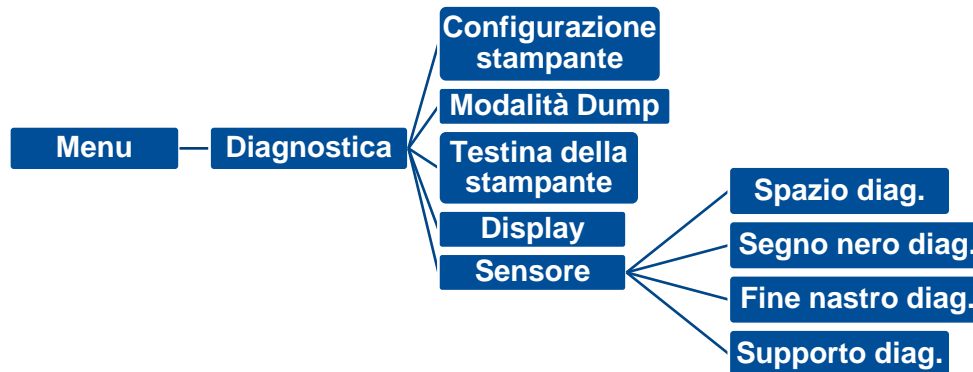 Menu
Diagnostica
Configurazione
stampante
Modalità Dump
Testina della
stampante
Display
Sensore
Spazio diag.
Segno nero diag.
Fine nastro diag.
Supporto diag.